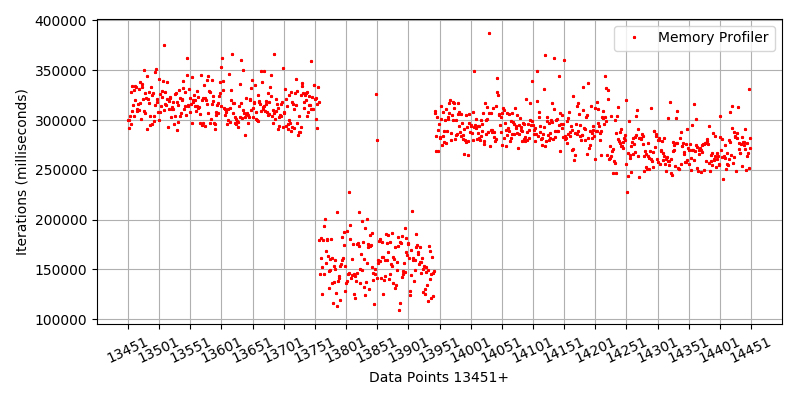 400000
350000
300000
250000
200000
150000
100000
Iterations (milliseconds)
Memory Profiler
13451 13501 13551 13601 13651 13701 13751 13801 13851 13901 13951 14001 14051 14101 14151 14201 14251 14301 14351 14401 14451
Data Points 13451+